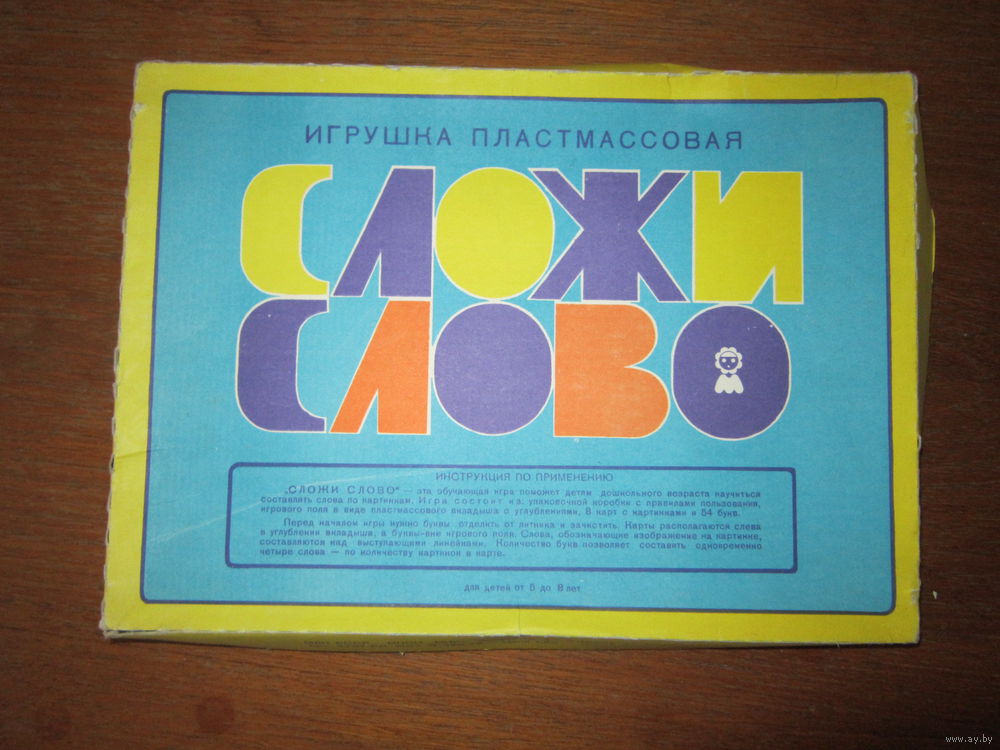 ИГРУШКА ПЛАСТМАССОВАЯ
СЛОЖИ
СЛОВО
ИНСТРУКЦИЯ ПО ПРИМЕНЕНИЮ
„СЛОЖИ СЛОВО“ — эта обучающая игра поможет детям дошкольного возраста научиться
составлять слова по картинкам. Игра состоит из: упаковочной коробки с правилами пользования,
игрового поля в виде пластмассового вкладыша с углублениями, 8 карт с картинками и 54 букв.
Перед началом игры нужно буквы отделить от литника и зачистить. Карты располагаются слева
в углублении вкладыша, а буквы-вне игрового поля. Слова, обозначающие изображение на картинке,
составляются над выступающими линейками. Количество букв позволяет составить одновременно
четыре слова — по количеству картинок в карте.
для детей от 5 до 8 лет
www.ay.by